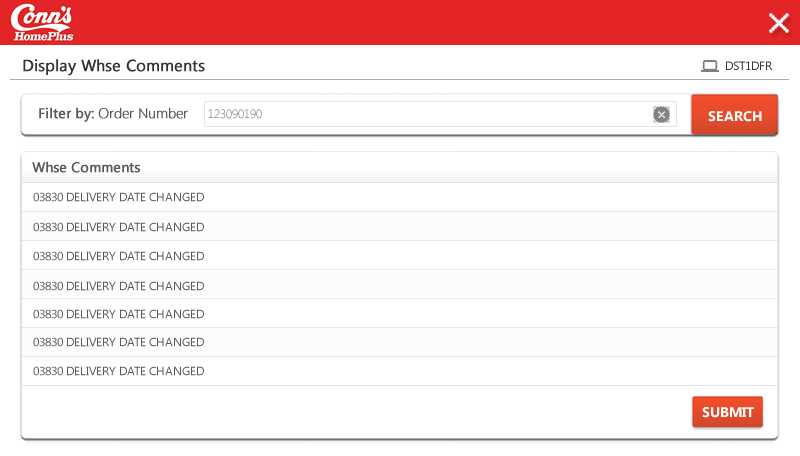 Conn's
HomePlus
Display Whse Comments
DST1DFR
Filter by: Order Number
123090190
SEARCH
Whse Comments
03830 DELIVERY DATE CHANGED
03830 DELIVERY DATE CHANGED
03830 DELIVERY DATE CHANGED
03830 DELIVERY DATE CHANGED
03830 DELIVERY DATE CHANGED
03830 DELIVERY DATE CHANGED
03830 DELIVERY DATE CHANGED
SUBMIT